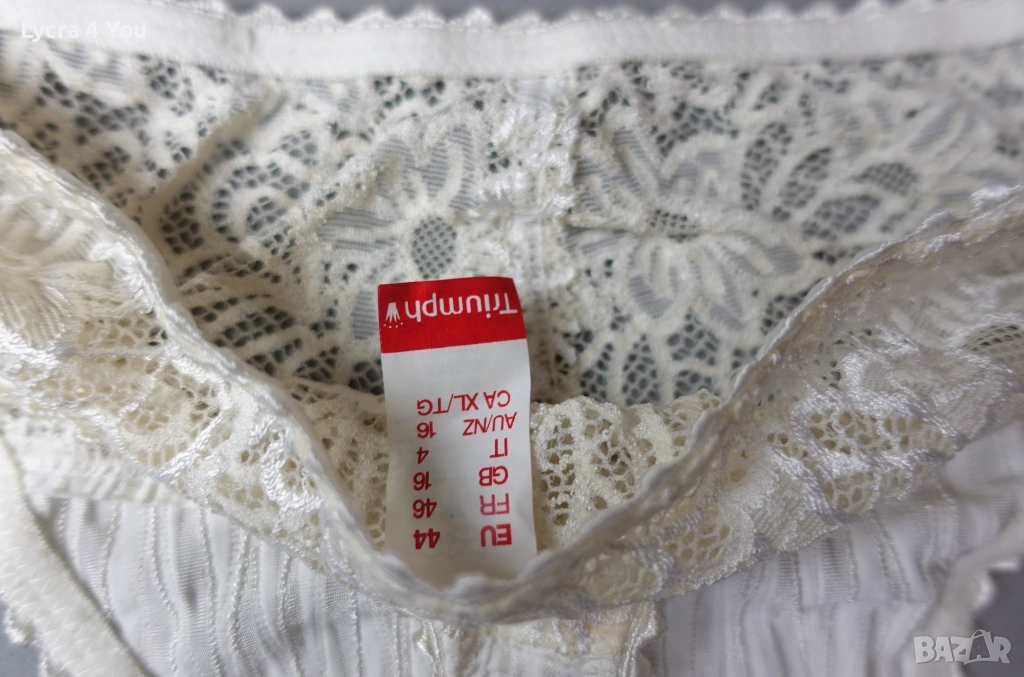 Lycra 4 You
Triumph
EU 44
FR 46
GB 16
IT 4
AU/NZ 16
CA XL/TG
BAZAR